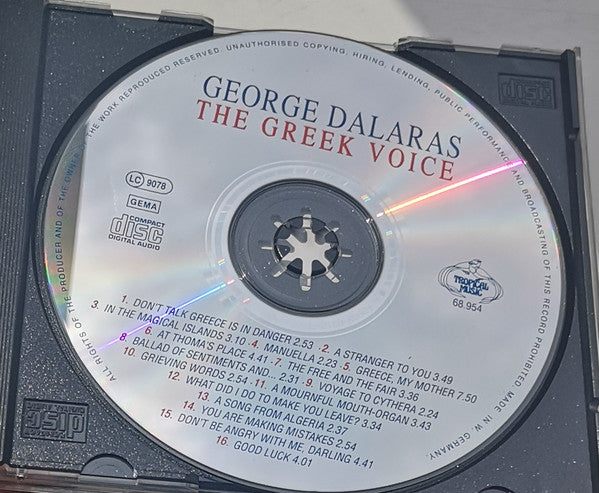 ALL RIGHTS OF THE PRODUCER AND OF THE OWNER OF THE WORK REPRODUCED RESERVED. UNAUTHORISED COPYING, HIRING, LENDING, PUBLIC PERFORMANCE AND BROADCASTING OF THIS RECORD PROHIBITED. MADE IN W. GERMANY.
GEORGE DALARAS
THE GREEK VOICE
LC 9078
GEMA
COMPACT
disc
DIGITAL AUDIO
TROPICAL
MUSIC
68.954
1. DON'T TALK GREECE IS IN DANGER 2.53 · 2. A STRANGER TO YOU 3.49
3. IN THE MAGICAL ISLANDS 3.10 · 4. MANUELLA 2.23 · 5. GREECE, MY MOTHER 7.50
6. AT THOMA'S PLACE 4.41 · 7. THE FREE AND THE FAIR 3.36
8. BALLAD OF SENTIMENTS AND... 2.31 · 9. VOYAGE TO CYTHERA 2.24
10. GRIEVING WORDS 2.54 · 11. A MOURNFUL MOUTH-ORGAN 3.43
12. WHAT DID I DO TO MAKE YOU LEAVE? 3.34
13. A SONG FROM ALGERIA 2.37
14. YOU ARE MAKING MISTAKES 2.54
15. DON'T BE ANGRY WITH ME, DARLING 4.41
16. GOOD LUCK 4.01
disc
disc